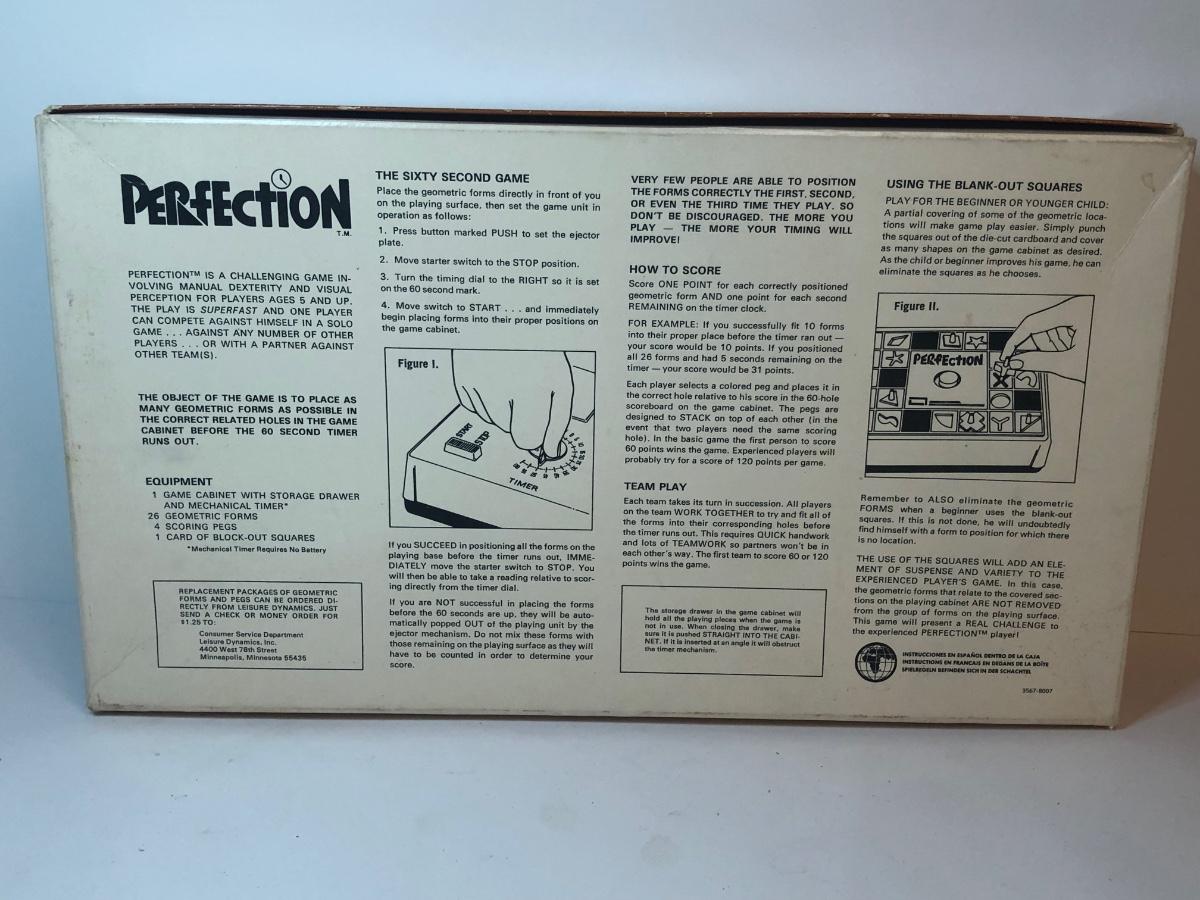 PERFECTION
T.M.
PERFECTION™ IS A CHALLENGING GAME IN-
VOLVING MANUAL DEXTERITY AND VISUAL
PERCEPTION FOR PLAYERS AGES 5 AND UP.
THE PLAY IS SUPERFAST AND ONE PLAYER
CAN COMPETE AGAINST HIMSELF IN A SOLO
GAME . . . AGAINST ANY NUMBER OF OTHER
PLAYERS . . . OR WITH A PARTNER AGAINST
OTHER TEAM(S).
THE OBJECT OF THE GAME IS TO PLACE AS
MANY GEOMETRIC FORMS AS POSSIBLE IN
THE CORRECT RELATED HOLES IN THE GAME
CABINET BEFORE THE 60 SECOND TIMER
RUNS OUT.
EQUIPMENT
1 GAME CABINET WITH STORAGE DRAWER
AND MECHANICAL TIMER*
26 GEOMETRIC FORMS
4 SCORING PEGS
1 CARD OF BLOCK-OUT SQUARES
*Mechanical Timer Requires No Battery
REPLACEMENT PACKAGES OF GEOMETRIC
FORMS AND PEGS CAN BE ORDERED DI-
RECTLY FROM LEISURE DYNAMICS. JUST
SEND A CHECK OR MONEY ORDER FOR
$1.25 TO:
Consumer Service Department
Leisure Dynamics, Inc.
4400 West 78th Street
Minneapolis, Minnesota 55435
THE SIXTY SECOND GAME
Place the geometric forms directly in front of you
on the playing surface, then set the game unit in
operation as follows:
1. Press button marked PUSH to set the ejector
plate.
2. Move starter switch to the STOP position.
3. Turn the timing dial to the RIGHT so it is set
on the 60 second mark.
4. Move switch to START . . . and immediately
begin placing forms into their proper positions on
the game cabinet.
Figure I.
START
STOP
TIMER
If you SUCCEED in positioning all the forms on the
playing base before the timer runs out, IMME-
DIATELY move the starter switch to STOP. You
will then be able to take a reading relative to scor-
ing directly from the timer dial.
If you are NOT successful in placing the forms
before the 60 seconds are up, they will be auto-
matically popped OUT of the playing unit by the
ejector mechanism. Do not mix these forms with
those remaining on the playing surface as they will
have to be counted in order to determine your
score.
VERY FEW PEOPLE ARE ABLE TO POSITION
THE FORMS CORRECTLY THE FIRST, SECOND,
OR EVEN THE THIRD TIME THEY PLAY. SO
DON'T BE DISCOURAGED. THE MORE YOU
PLAY — THE MORE YOUR TIMING WILL
IMPROVE!
HOW TO SCORE
Score ONE POINT for each correctly positioned
geometric form AND one point for each second
REMAINING on the timer clock.
FOR EXAMPLE: If you successfully fit 10 forms
into their proper place before the timer ran out —
your score would be 10 points. If you positioned
all 26 forms and had 5 seconds remaining on the
timer — your score would be 31 points.
Each player selects a colored peg and places it in
the correct hole relative to his score in the 60-hole
scoreboard on the game cabinet. The pegs are
designed to STACK on top of each other (in the
event that two players need the same scoring
hole). In the basic game the first person to score
60 points wins the game. Experienced players will
probably try for a score of 120 points per game.
TEAM PLAY
Each team takes its turn in succession. All players
on the team WORK TOGETHER to try and fit all of
the forms into their corresponding holes before
the timer runs out. This requires QUICK handwork
and lots of TEAMWORK so partners won't be in
each other's way. The first team to score 60 or 120
points wins the game.
The storage drawer in the game cabinet will
hold all the playing pieces when the game is
not in use. When closing the drawer, make
sure it is pushed STRAIGHT INTO THE CABI-
NET. If it is inserted at an angle it will obstruct
the timer mechanism.
USING THE BLANK-OUT SQUARES
PLAY FOR THE BEGINNER OR YOUNGER CHILD:
A partial covering of some of the geometric loca-
tions will make game play easier. Simply punch
the squares out of the die-cut cardboard and cover
as many shapes on the game cabinet as desired.
As the child or beginner improves his game, he can
eliminate the squares as he chooses.
Figure II.
PERFECTION
Remember to ALSO eliminate the geometric
FORMS when a beginner uses the blank-out
squares. If this is not done, he will undoubtedly
find himself with a form to position for which there
is no location.
THE USE OF THE SQUARES WILL ADD AN ELE-
MENT OF SUSPENSE AND VARIETY TO THE
EXPERIENCED PLAYER'S GAME. In this case,
the geometric forms that relate to the covered sec-
tions on the playing cabinet ARE NOT REMOVED
from the group of forms on the playing surface.
This game will present a REAL CHALLENGE to
the experienced PERFECTION™ player!
INSTRUCCIONES EN ESPAÑOL DENTRO DE LA CAJA
INSTRUCTIONS EN FRANCAIS EN DEDANS DE LA BOÎTE
SPIELREGELN BEFINDEN SICH IN DER SCHACHTEL
3567-8007